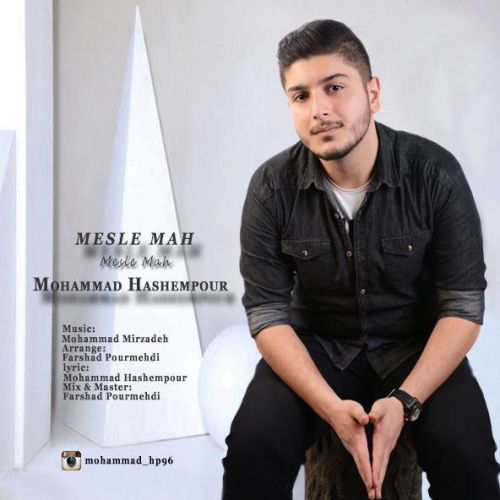 MESLE MAH
Mesle Mah
MOHAMMAD HASHEMPOUR
Music:
Mohammad Mirzadeh
Arrange:
Farshad Pourmehdi
lyric:
Mohammad Hashempour
Mix & Master:
Farshad Pourmehdi
mohammad_hp96